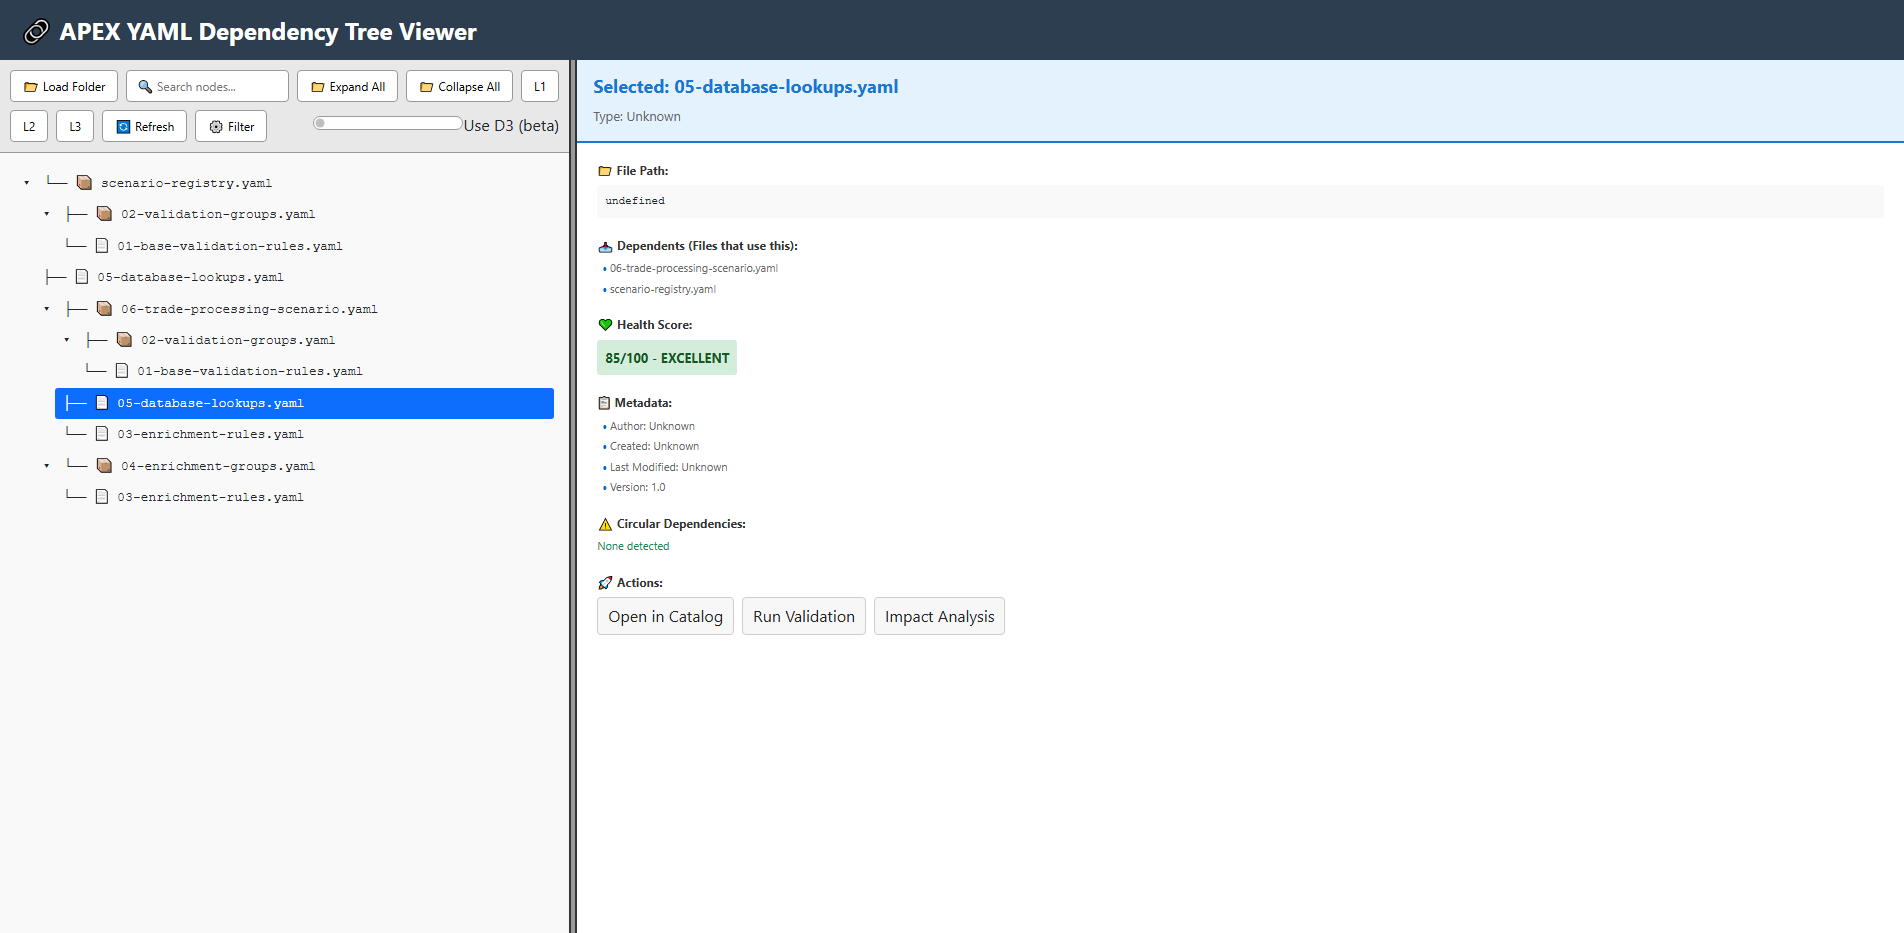 APEX YAML Dependency Tree Viewer
Load Folder
Search nodes...
Expand All
Collapse All
L1
L2
L3
Refresh
Filter
Use D3 (beta)
scenario-registry.yaml
02-validation-groups.yaml
01-base-validation-rules.yaml
05-database-lookups.yaml
06-trade-processing-scenario.yaml
02-validation-groups.yaml
01-base-validation-rules.yaml
05-database-lookups.yaml
03-enrichment-rules.yaml
04-enrichment-groups.yaml
03-enrichment-rules.yaml
Selected: 05-database-lookups.yaml
Type: Unknown
File Path:
undefined
Dependents (Files that use this):
• 06-trade-processing-scenario.yaml
• scenario-registry.yaml
Health Score:
85/100 - EXCELLENT
Metadata:
• Author: Unknown
• Created: Unknown
• Last Modified: Unknown
• Version: 1.0
Circular Dependencies:
None detected
Actions:
Open in Catalog
Run Validation
Impact Analysis